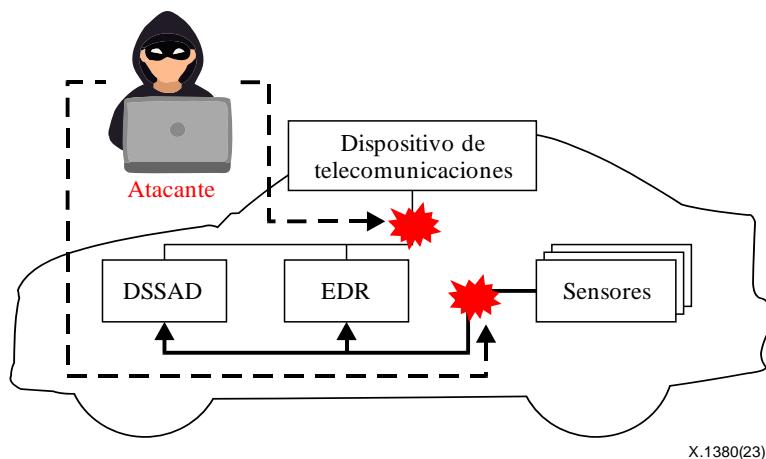 Dispositivo de
telecomunicaciones
Atacante
DSSAD
EDR
Sensores
X.1380(23)